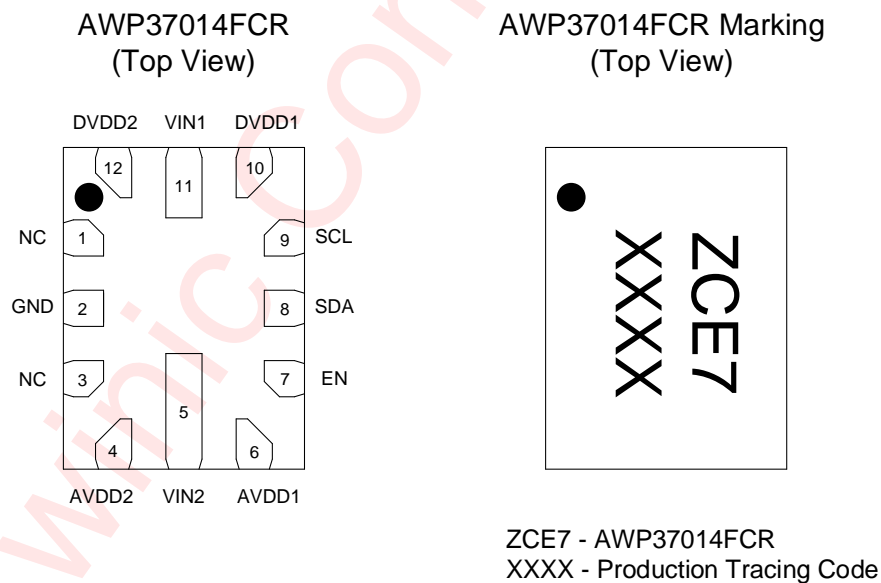 AWP37014FCR
(Top View)
AWP37014FCR Marking
(Top View)
DVDD2 VIN1 DVDD1
12 11 10
NC 1 9 SCL
GND 2 8 SDA
NC 3 7 EN
5
4 6
AVDD2 VIN2 AVDD1
ZCE7
XXXX
ZCE7 - AWP37014FCR
XXXX - Production Tracing Code
winic Con